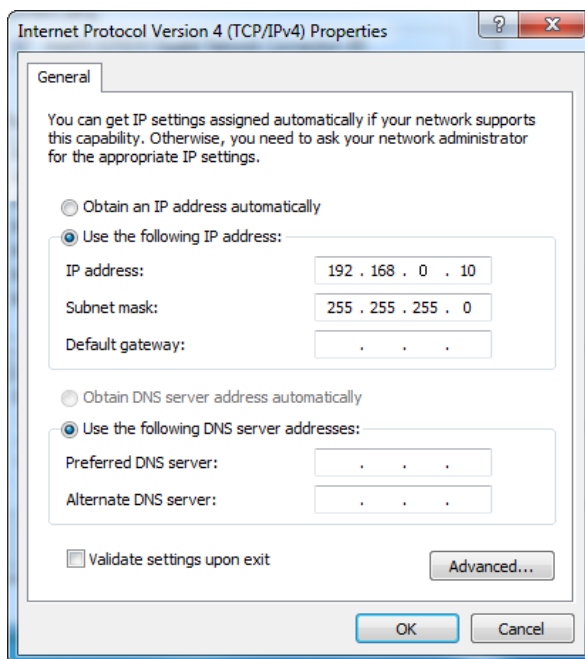 Internet Protocol Version 4 (TCP/IPv4) Properties
?
General
You can get IP settings assigned automatically if your network supports
this capability. Otherwise, you need to ask your network administrator
for the appropriate IP settings.
Obtain an IP address automatically
Use the following IP address:
IP address: 192 . 168 . 0 . 10
Subnet mask: 255 . 255 . 255 . 0
Default gateway: . . .
Obtain DNS server address automatically
Use the following DNS server addresses:
Preferred DNS server: . . .
Alternate DNS server: . . .
Validate settings upon exit
Advanced...
OK Cancel